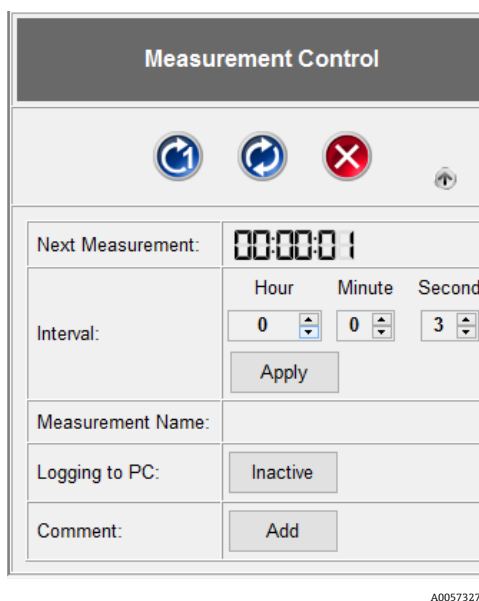 Measurement Control
1
Next Measurement: 00:00:01
Hour Minute Second
Interval: 0 0 3
Apply
Measurement Name:
Logging to PC: Inactive
Comment: Add
A0057327